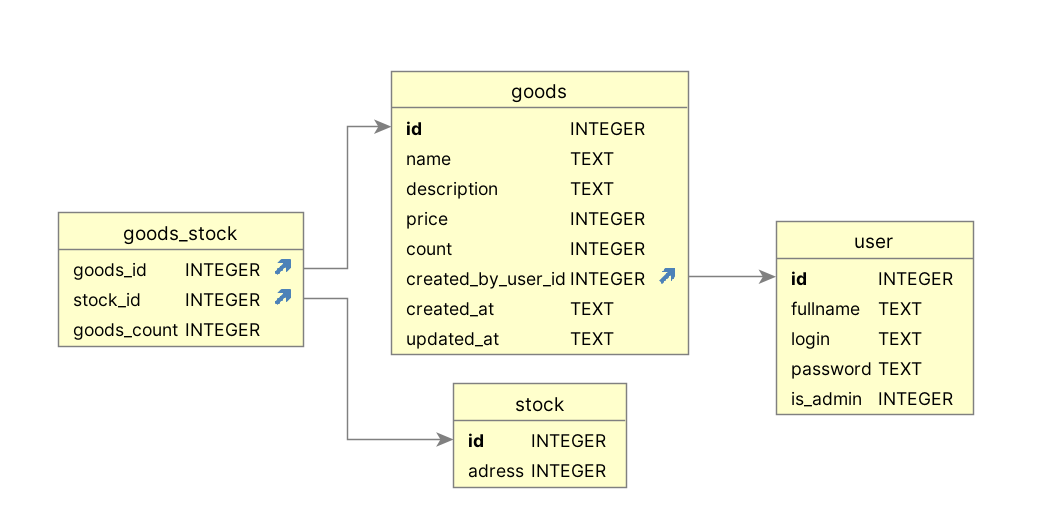 goods
id INTEGER
name TEXT
description TEXT
price INTEGER
count INTEGER
created_by_user_id INTEGER
created_at TEXT
updated_at TEXT
goods_stock
goods_id INTEGER
stock_id INTEGER
goods_count INTEGER
user
id INTEGER
fullname TEXT
login TEXT
password TEXT
is_admin INTEGER
stock
id INTEGER
adress INTEGER